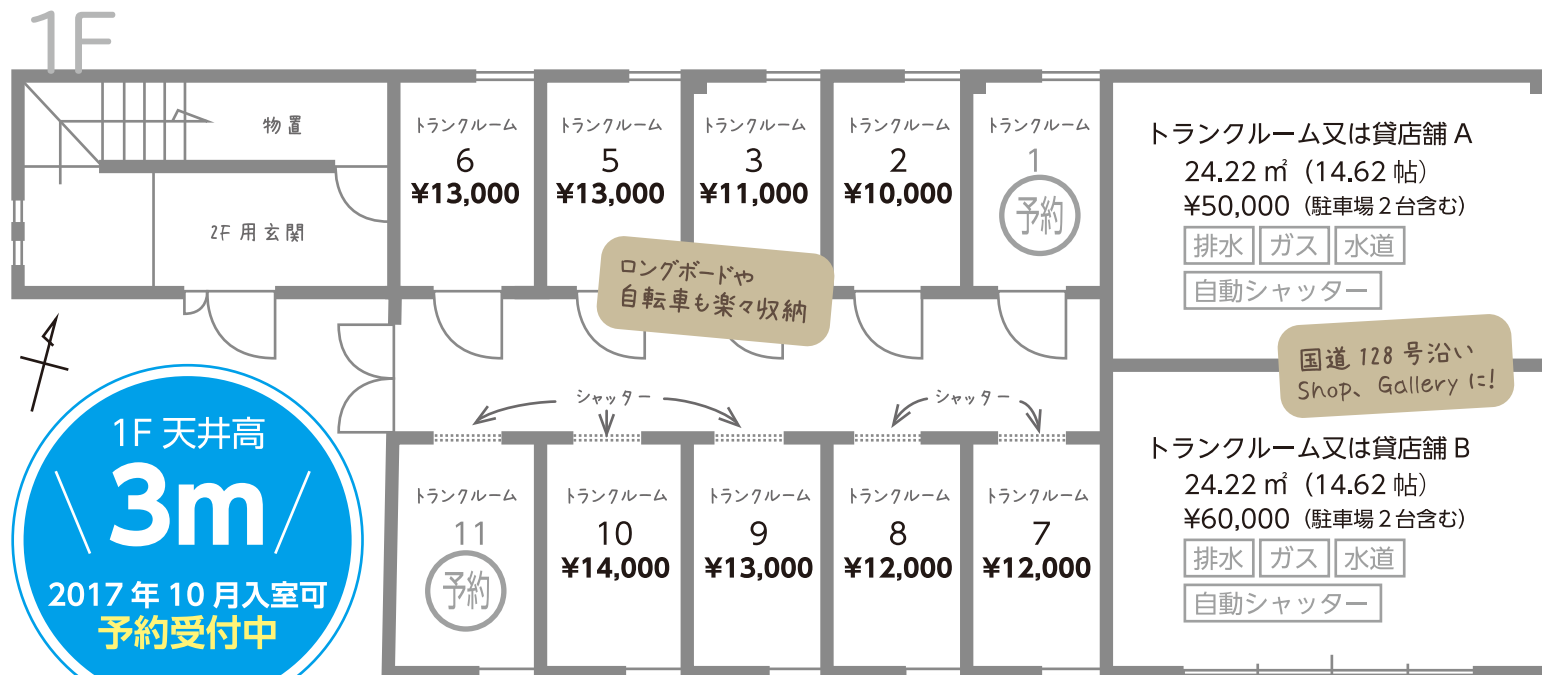 1F
物置
2F 用玄関
トランクルーム
6
¥13,000
トランクルーム
5
¥13,000
トランクルーム
3
¥11,000
トランクルーム
2
¥10,000
トランクルーム
1
予約
ロングボードや
自転車も楽々収納
トランクルーム又は貸店舗 A
24.22 ㎡（14.62 帖）
¥50,000（駐車場 2 台含む）
排水 ガス 水道
自動シャッター
国道 128 号沿い
Shop、Gallery に!
シャッター
シャッター
1F 天井高
3m
2017 年 10 月入室可
予約受付中
トランクルーム
11
予約
トランクルーム
10
¥14,000
トランクルーム
9
¥13,000
トランクルーム
8
¥12,000
トランクルーム
7
¥12,000
トランクルーム又は貸店舗 B
24.22 ㎡（14.62 帖）
¥60,000（駐車場 2 台含む）
排水 ガス 水道
自動シャッター